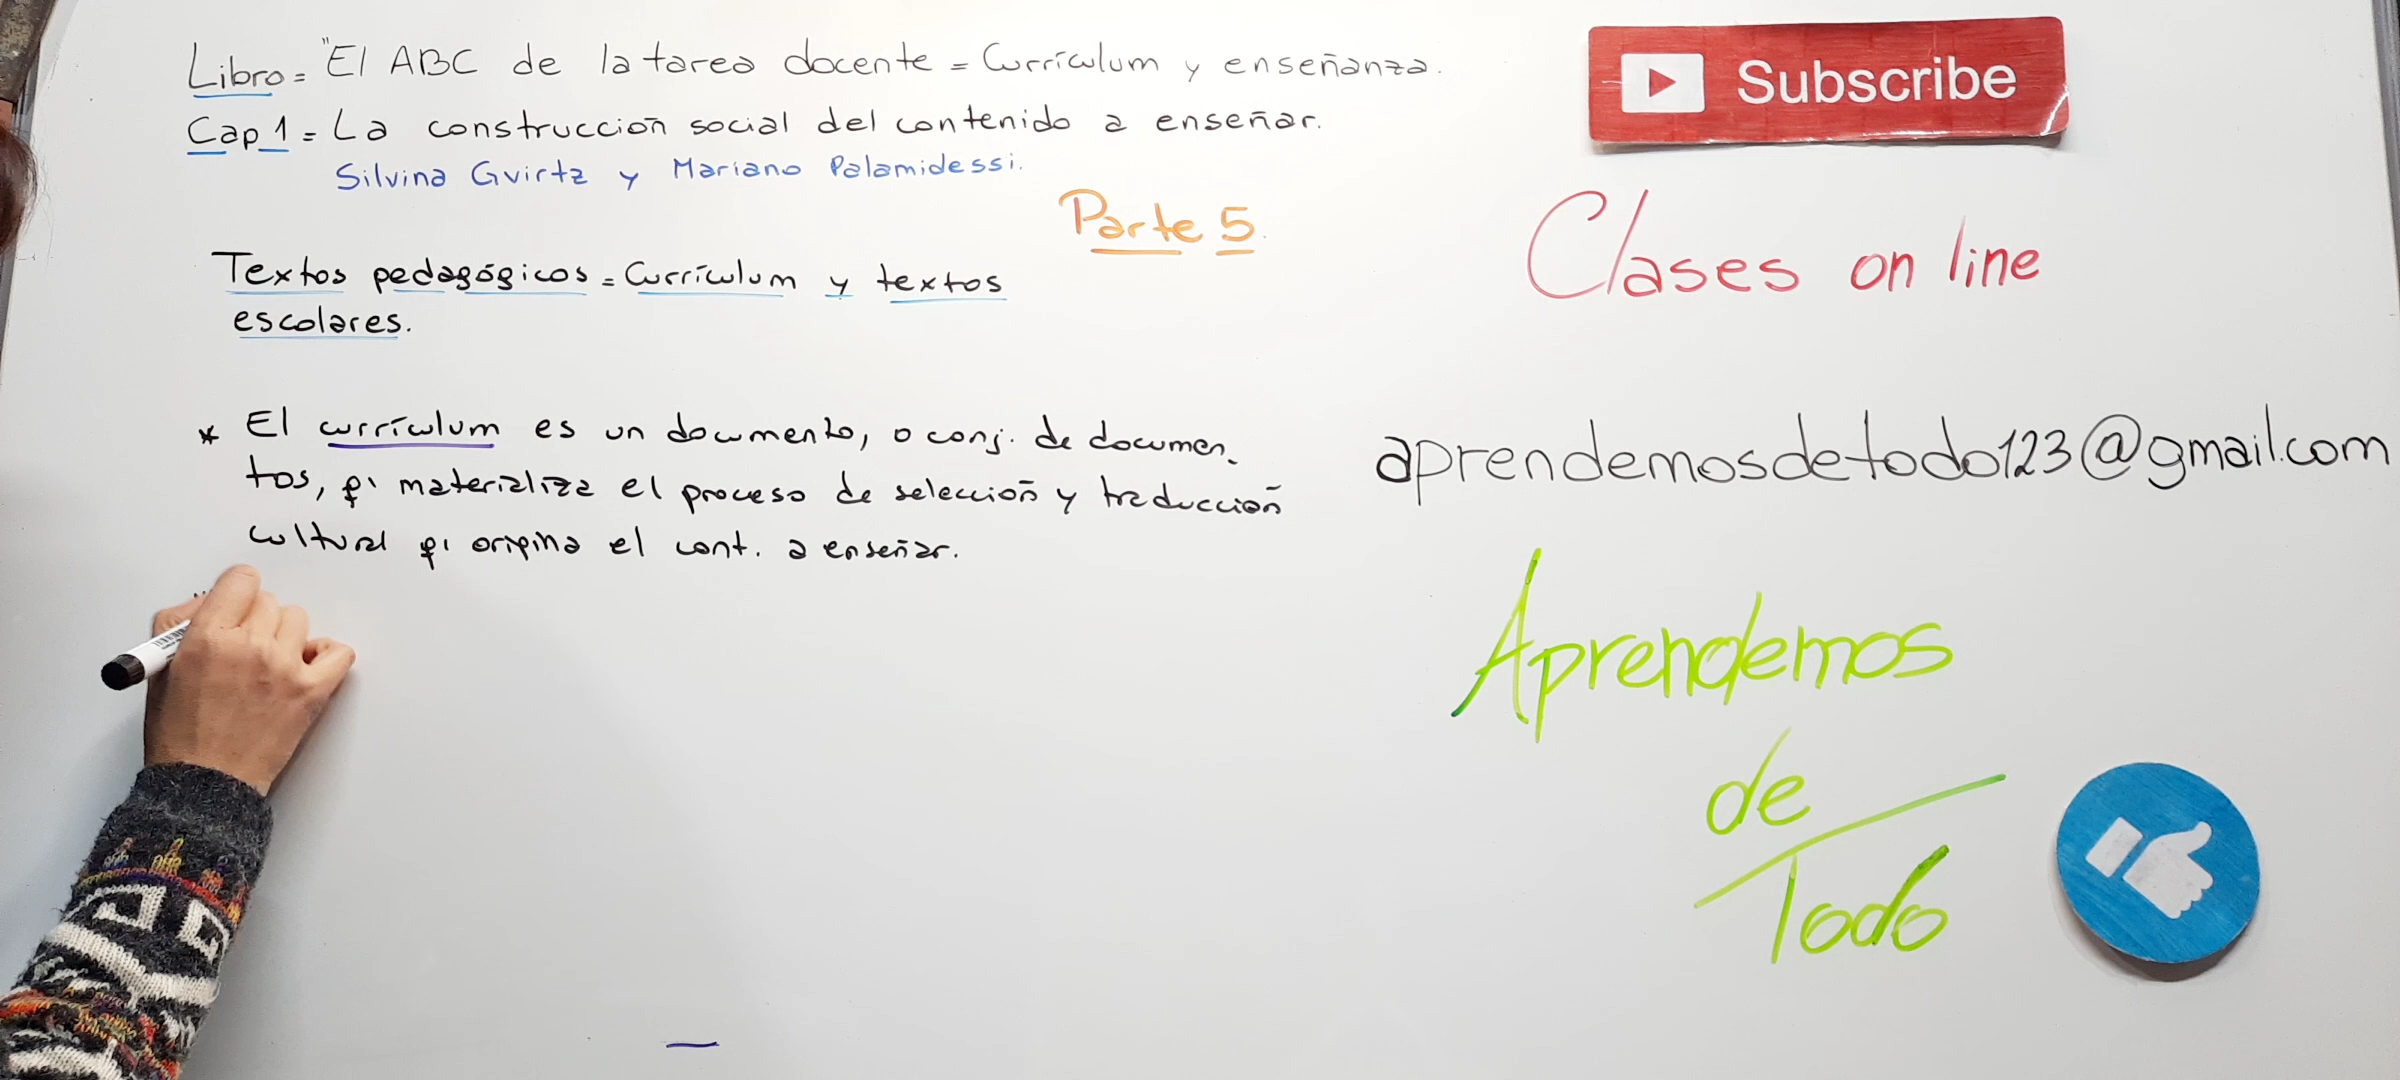 Libro = "El ABC de la tarea docente = Currículum y enseñanza.
Cap 1 = La construcción social del contenido a enseñar.
Silvina Gvirtz y Mariano Palamidessi.
Parte 5.
Textos pedagógicos = Currículum y textos
escolares.
* El currículum es un documento, o conj. de documen-
tos, q' materializa el proceso de selección y traducción
cultural q' origina el cont. a enseñar.
Subscribe
Clases on line
aprendemosdetodo123@gmail.com
Aprendemos
de
Todo